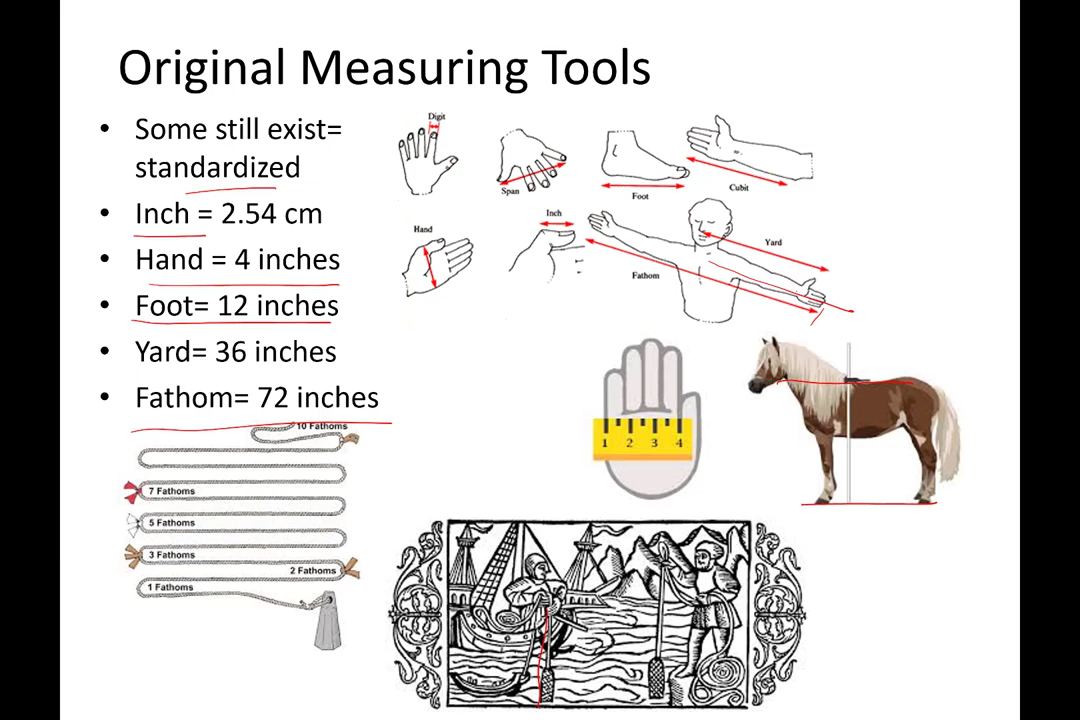 Original Measuring Tools
• Some still exist=
standardized
• Inch = 2.54 cm
• Hand = 4 inches
• Foot= 12 inches
• Yard= 36 inches
• Fathom= 72 inches
Digit
Span
Foot
Cubit
Hand
Inch
Yard
Fathom
1 2 3 4
10 Fathoms
7 Fathoms
5 Fathoms
3 Fathoms
2 Fathoms
1 Fathoms